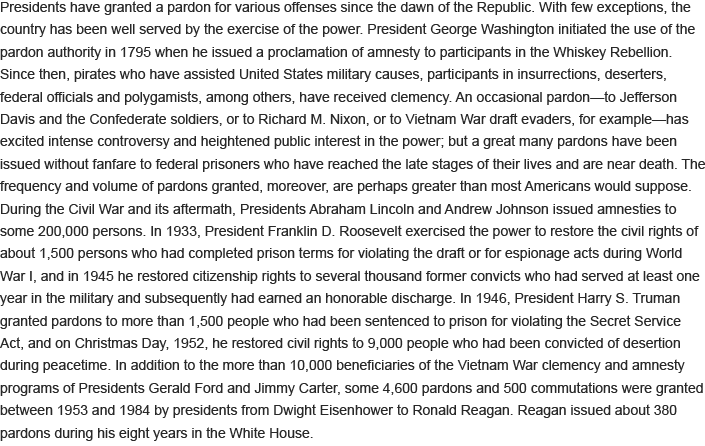 Presidents have granted a pardon for various offenses since the dawn of the Republic. With few exceptions, the
country has been well served by the exercise of the power. President George Washington initiated the use of the
pardon authority in 1795 when he issued a proclamation of amnesty to participants in the Whiskey Rebellion.
Since then, pirates who have assisted United States military causes, participants in insurrections, deserters,
federal officials and polygamists, among others, have received clemency. An occasional pardon—to Jefferson
Davis and the Confederate soldiers, or to Richard M. Nixon, or to Vietnam War draft evaders, for example—has
excited intense controversy and heightened public interest in the power; but a great many pardons have been
issued without fanfare to federal prisoners who have reached the late stages of their lives and are near death. The
frequency and volume of pardons granted, moreover, are perhaps greater than most Americans would suppose.
During the Civil War and its aftermath, Presidents Abraham Lincoln and Andrew Johnson issued amnesties to
some 200,000 persons. In 1933, President Franklin D. Roosevelt exercised the power to restore the civil rights of
about 1,500 persons who had completed prison terms for violating the draft or for espionage acts during World
War I, and in 1945 he restored citizenship rights to several thousand former convicts who had served at least one
year in the military and subsequently had earned an honorable discharge. In 1946, President Harry S. Truman
granted pardons to more than 1,500 people who had been sentenced to prison for violating the Secret Service
Act, and on Christmas Day, 1952, he restored civil rights to 9,000 people who had been convicted of desertion
during peacetime. In addition to the more than 10,000 beneficiaries of the Vietnam War clemency and amnesty
programs of Presidents Gerald Ford and Jimmy Carter, some 4,600 pardons and 500 commutations were granted
between 1953 and 1984 by presidents from Dwight Eisenhower to Ronald Reagan. Reagan issued about 380
pardons during his eight years in the White House.